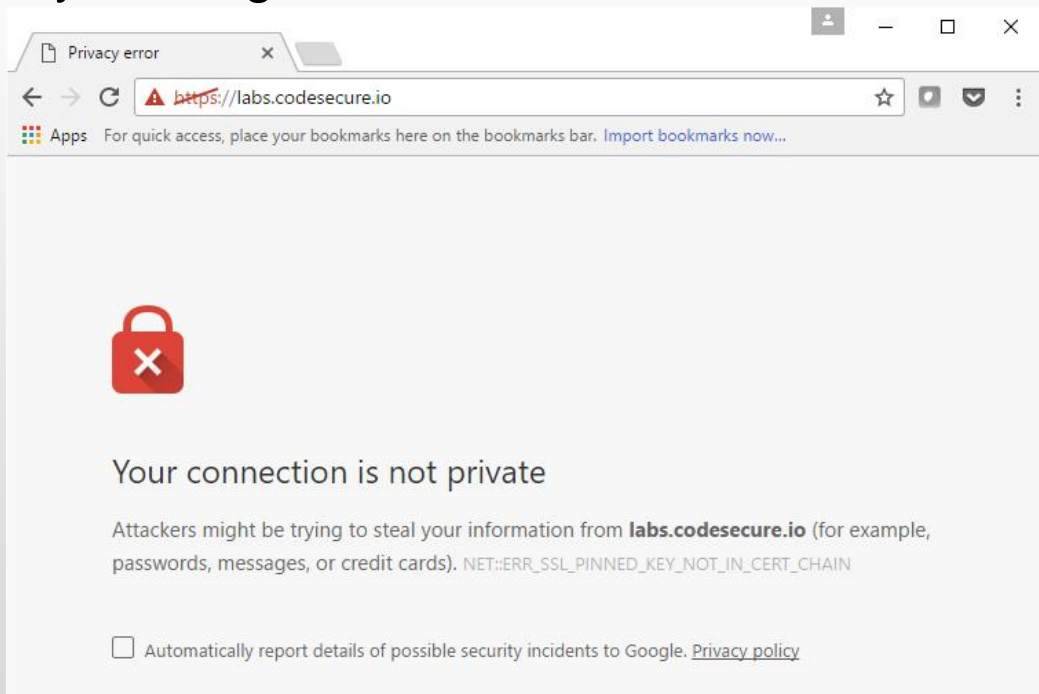 Privacy error
https://labs.codesecure.io
Apps For quick access, place your bookmarks here on the bookmarks bar. Import bookmarks now...
Your connection is not private
Attackers might be trying to steal your information from labs.codesecure.io (for example,
passwords, messages, or credit cards). NET::ERR_SSL_PINNED_KEY_NOT_IN_CERT_CHAIN
Automatically report details of possible security incidents to Google. Privacy policy